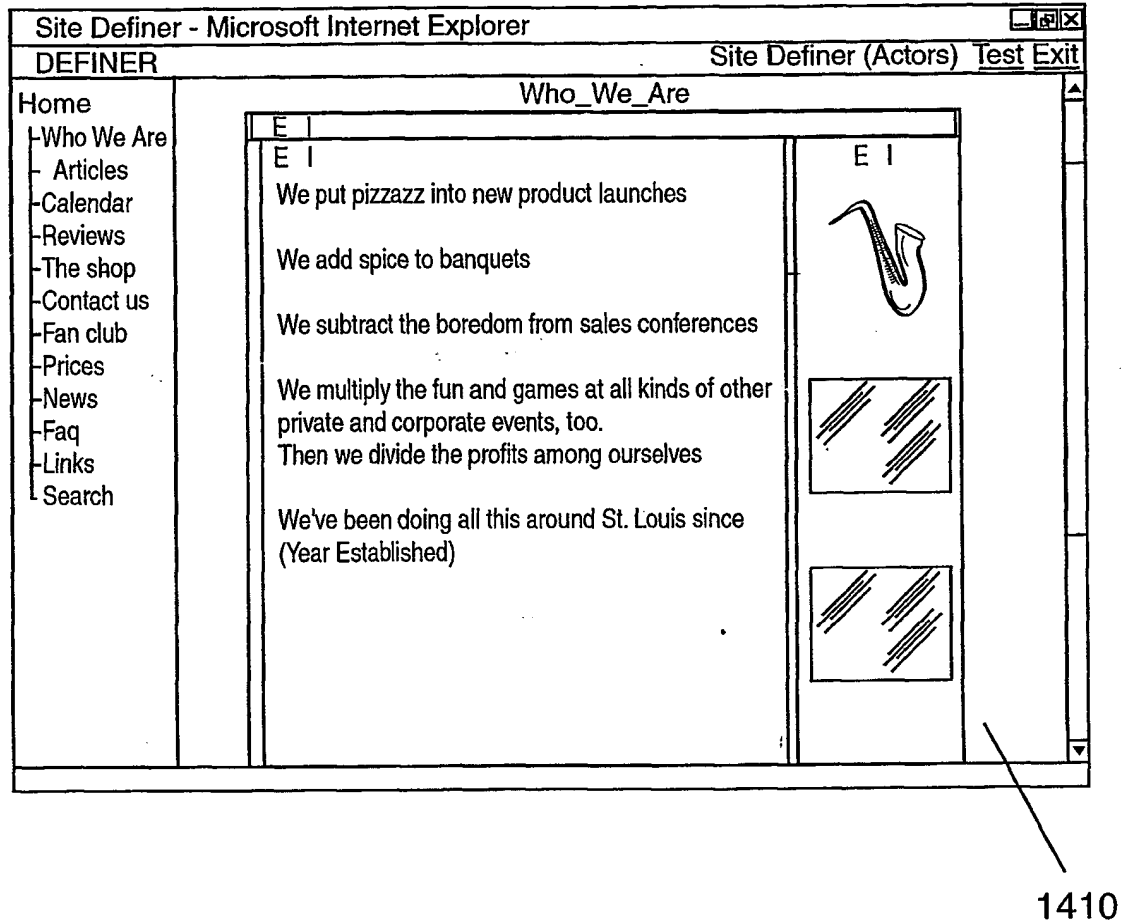 Site Definer - Microsoft Internet Explorer
DEFINER
Site Definer (Actors) Test Exit
Home
Who We Are
Articles
Calendar
Reviews
The shop
Contact us
Fan club
Prices
News
Faq
Links
Search
Who_We_Are
E I
E I
We put pizzazz into new product launches
We add spice to banquets
We subtract the boredom from sales conferences
We multiply the fun and games at all kinds of other
private and corporate events, too.
Then we divide the profits among ourselves
We've been doing all this around St. Louis since
(Year Established)
E I
1410